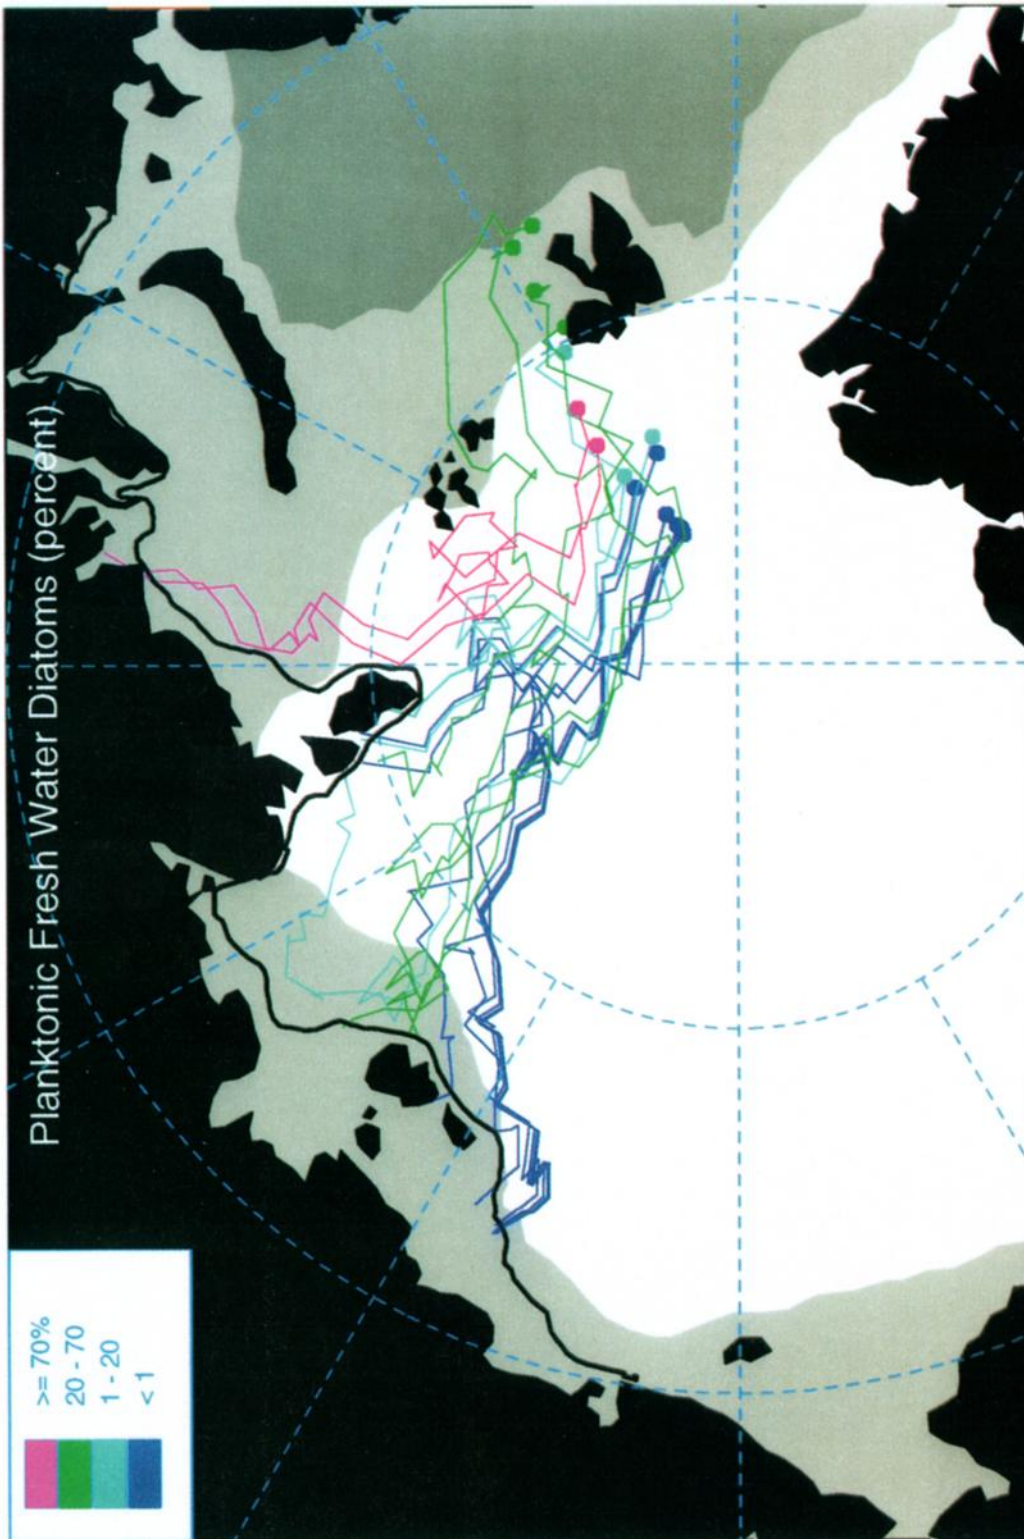 Planktonic Fresh Water Diatoms (percent)
>= 70%
20 - 70
1 - 20
< 1